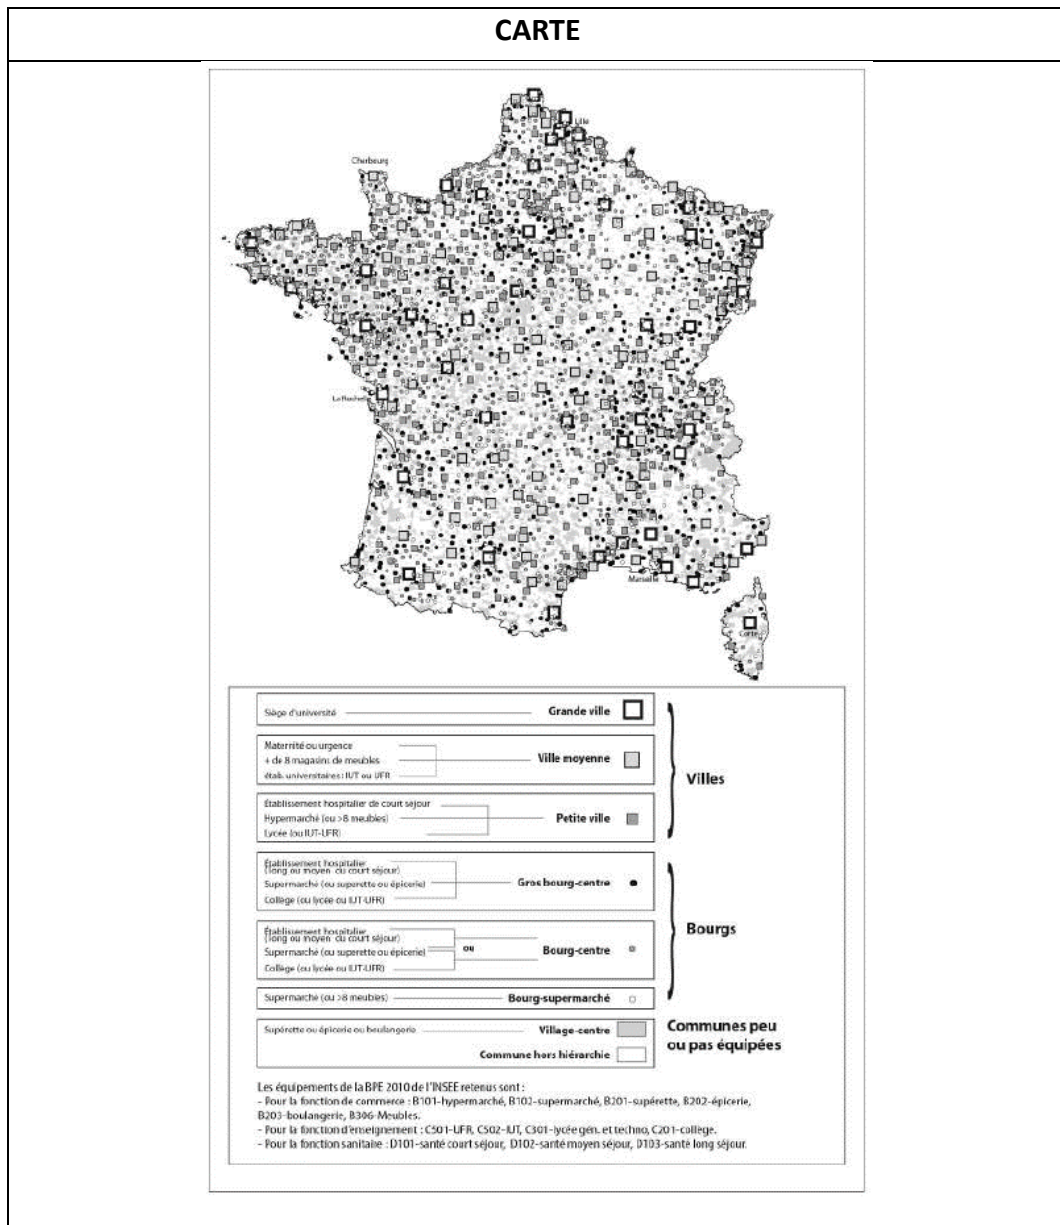 CARTE
Lille
Cherbourg
La Rochelle
Marseille
Corte
Siège d'université
Grande ville
Maternité ou urgence
+ de 8 magasins de meubles
étab. universitaires : IUT ou UFR
Ville moyenne
Villes
Établissement hospitalier de court séjour
Hypermarché (ou >8 meubles)
Lycée (ou IUT-UFR)
Petite ville
Établissement hospitalier
(long ou moyen ou court séjour)
Supermarché (ou superette ou épicerie)
Collège (ou lycée ou IUT-UFR)
Gros bourg-centre
Bourgs
Établissement hospitalier
(long ou moyen ou court séjour)
Supermarché (ou superette ou épicerie)
Collège (ou lycée ou IUT-UFR)
ou
Bourg-centre
Supermarché (ou >8 meubles)
Bourg-supermarché
Supérette ou épicerie ou boulangerie
Village-centre
Commune hors hiérarchie
Communes peu
ou pas équipées
Les équipements de la BPE 2010 de l'INSEE retenus sont :
- Pour la fonction de commerce : B101-hypermarché, B102-supermarché, B201-supérette, B202-épicerie,
B203-boulangerie, B306-Meubles.
- Pour la fonction d'enseignement : C501-UFR, C502-IUT, C301-lycée gén. et techno, C201-collège.
- Pour la fonction sanitaire : D101-santé court séjour, D102-santé moyen séjour, D103-santé long séjour.